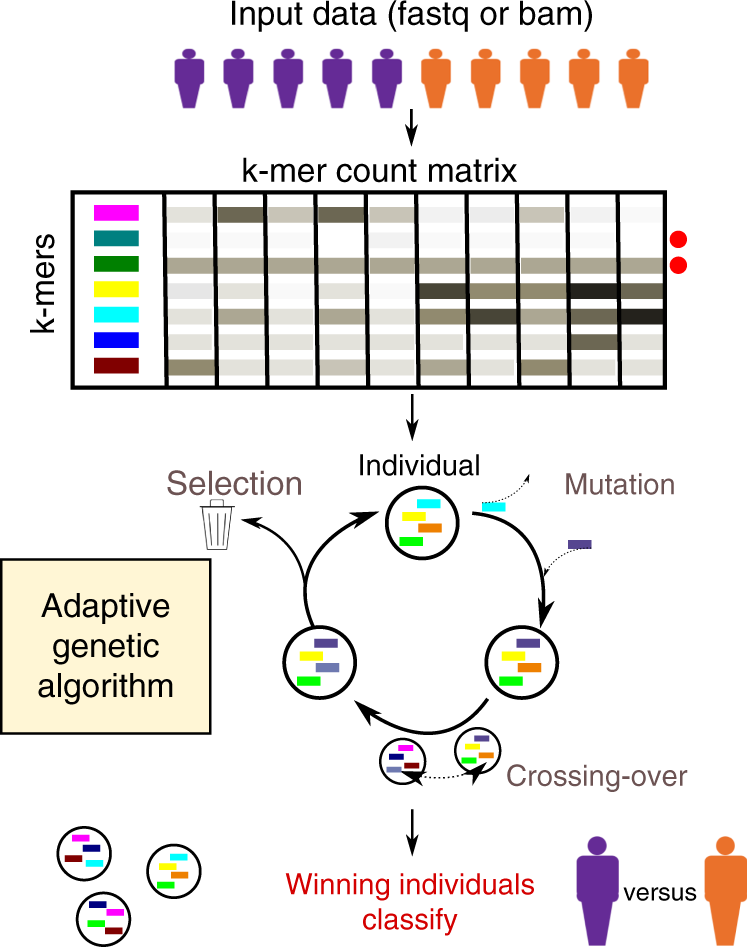 Input data (fastq or bam)
k-mer count matrix
k-mers
Individual
Selection
Mutation
Adaptive
genetic
algorithm
Crossing-over
Winning individuals
classify
versus